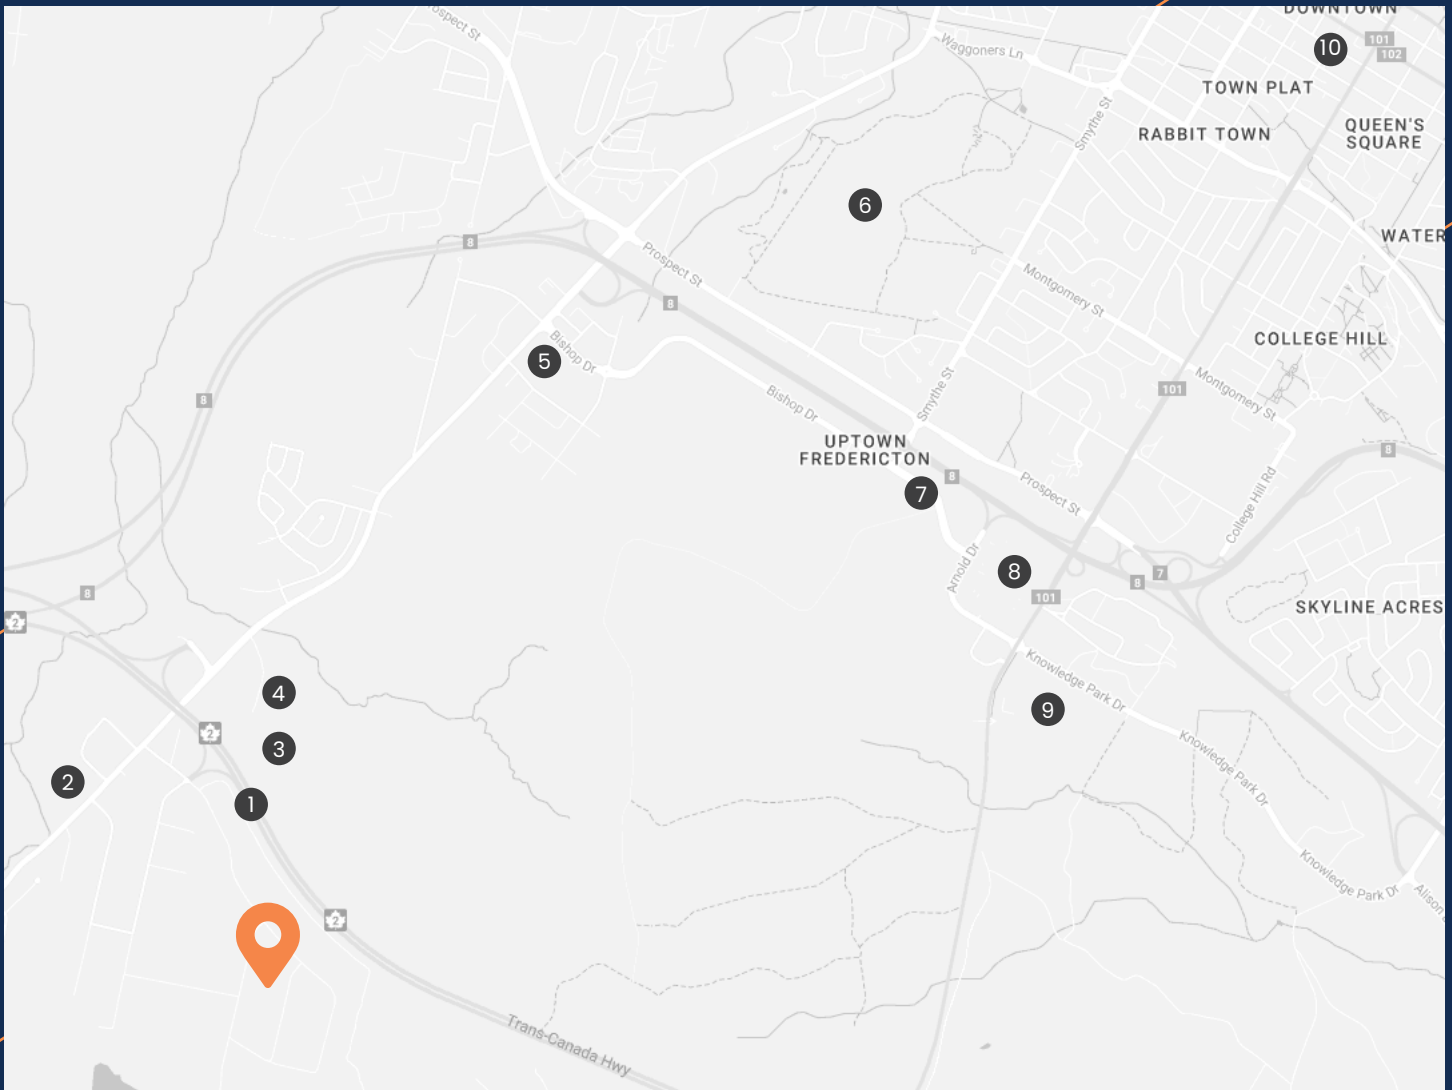 DOWNTOWN
rospect St
Waggoners Ln
10
101
102
TOWN PLAT
Smythe St
RABBIT TOWN
QUEEN'S
SQUARE
6
WATER
8
Prospect St
Montgomery St
8
COLLEGE HILL
5
Bishop Dr
Smythe St
101
Montgomery St
8
Bishop Dr
UPTOWN
FREDERICTON
8
8
7
Prospect St
College Hill Rd
Arnold Dr
8
7
8
8
101
2
SKYLINE ACRES
4
Knowledge Park Dr
9
2
3
Knowledge Park Dr
2
1
Knowledge Park Dr
Alison
2
Trans-Canada Hwy